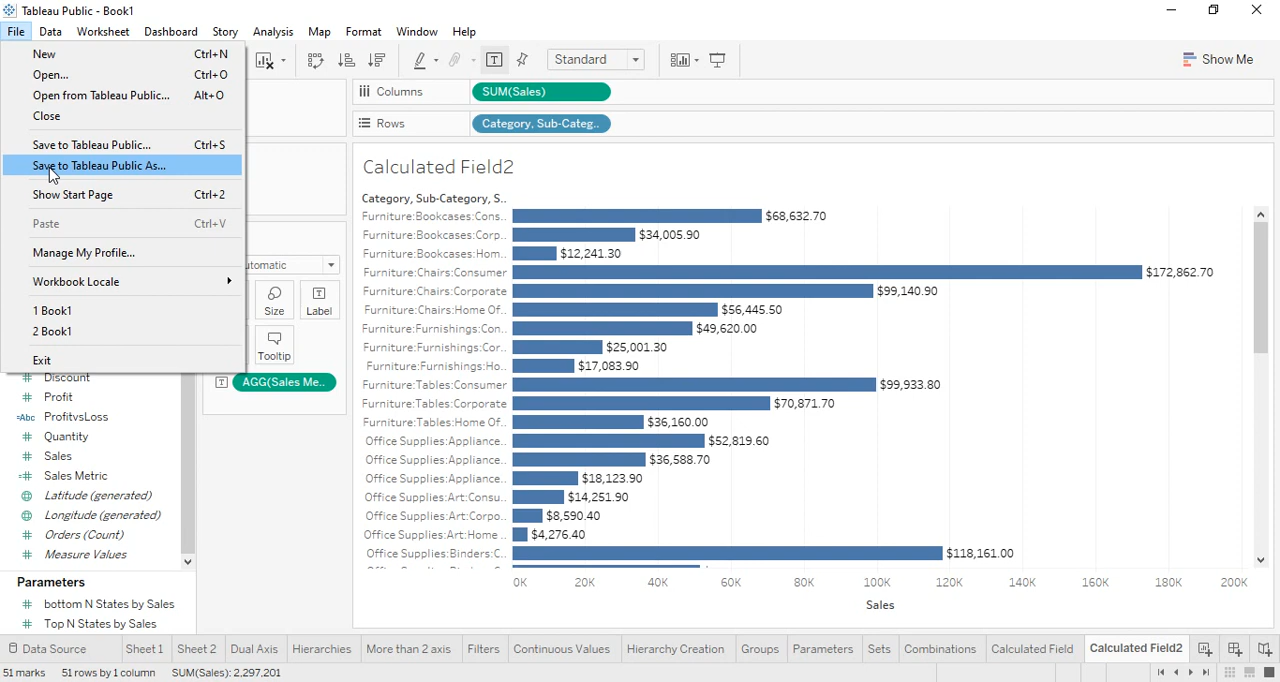 Tableau Public - Book1
File Data Worksheet Dashboard Story Analysis Map Format Window Help
New Ctrl+N
Open... Ctrl+O
Open from Tableau Public... Alt+O
Close
Save to Tableau Public... Ctrl+S
Save to Tableau Public As...
Show Start Page Ctrl+2
Paste Ctrl+V
Manage My Profile...
Workbook Locale
1 Book1
2 Book1
Exit
Standard
Show Me
Columns SUM(Sales)
Rows Category, Sub-Categ..
utomatic
Size
Label
Tooltip
AGG(Sales Me..
Discount
Profit
Abc ProfitvsLoss
Quantity
Sales
Sales Metric
Latitude (generated)
Longitude (generated)
Orders (Count)
Measure Values
Parameters
bottom N States by Sales
Top N States by Sales
Calculated Field2
Category, Sub-Category, S..
Furniture:Bookcases:Cons.. $68,632.70
Furniture:Bookcases:Corp.. $34,005.90
Furniture:Bookcases:Hom.. $12,241.30
Furniture:Chairs:Consumer $172,862.70
Furniture:Chairs:Corporate $99,140.90
Furniture:Chairs:Home Of.. $56,445.50
Furniture:Furnishings:Con.. $49,620.00
Furniture:Furnishings:Cor.. $25,001.30
Furniture:Furnishings:Ho.. $17,083.90
Furniture:Tables:Consumer $99,933.80
Furniture:Tables:Corporate $70,871.70
Furniture:Tables:Home Of.. $36,160.00
Office Supplies:Appliance.. $52,819.60
Office Supplies:Appliance.. $36,588.70
Office Supplies:Appliance.. $18,123.90
Office Supplies:Art:Consu.. $14,251.90
Office Supplies:Art:Corpo.. $8,590.40
Office Supplies:Art:Home .. $4,276.40
Office Supplies:Binders:C.. $118,161.00
0K 20K 40K 60K 80K 100K 120K 140K 160K 180K 200K
Sales
Data Source Sheet 1 Sheet 2 Dual Axis Hierarchies More than 2 axis Filters Continuous Values Hierarchy Creation Groups Parameters Sets Combinations Calculated Field Calculated Field2
51 marks 51 rows by 1 column SUM(Sales): 2,297,201